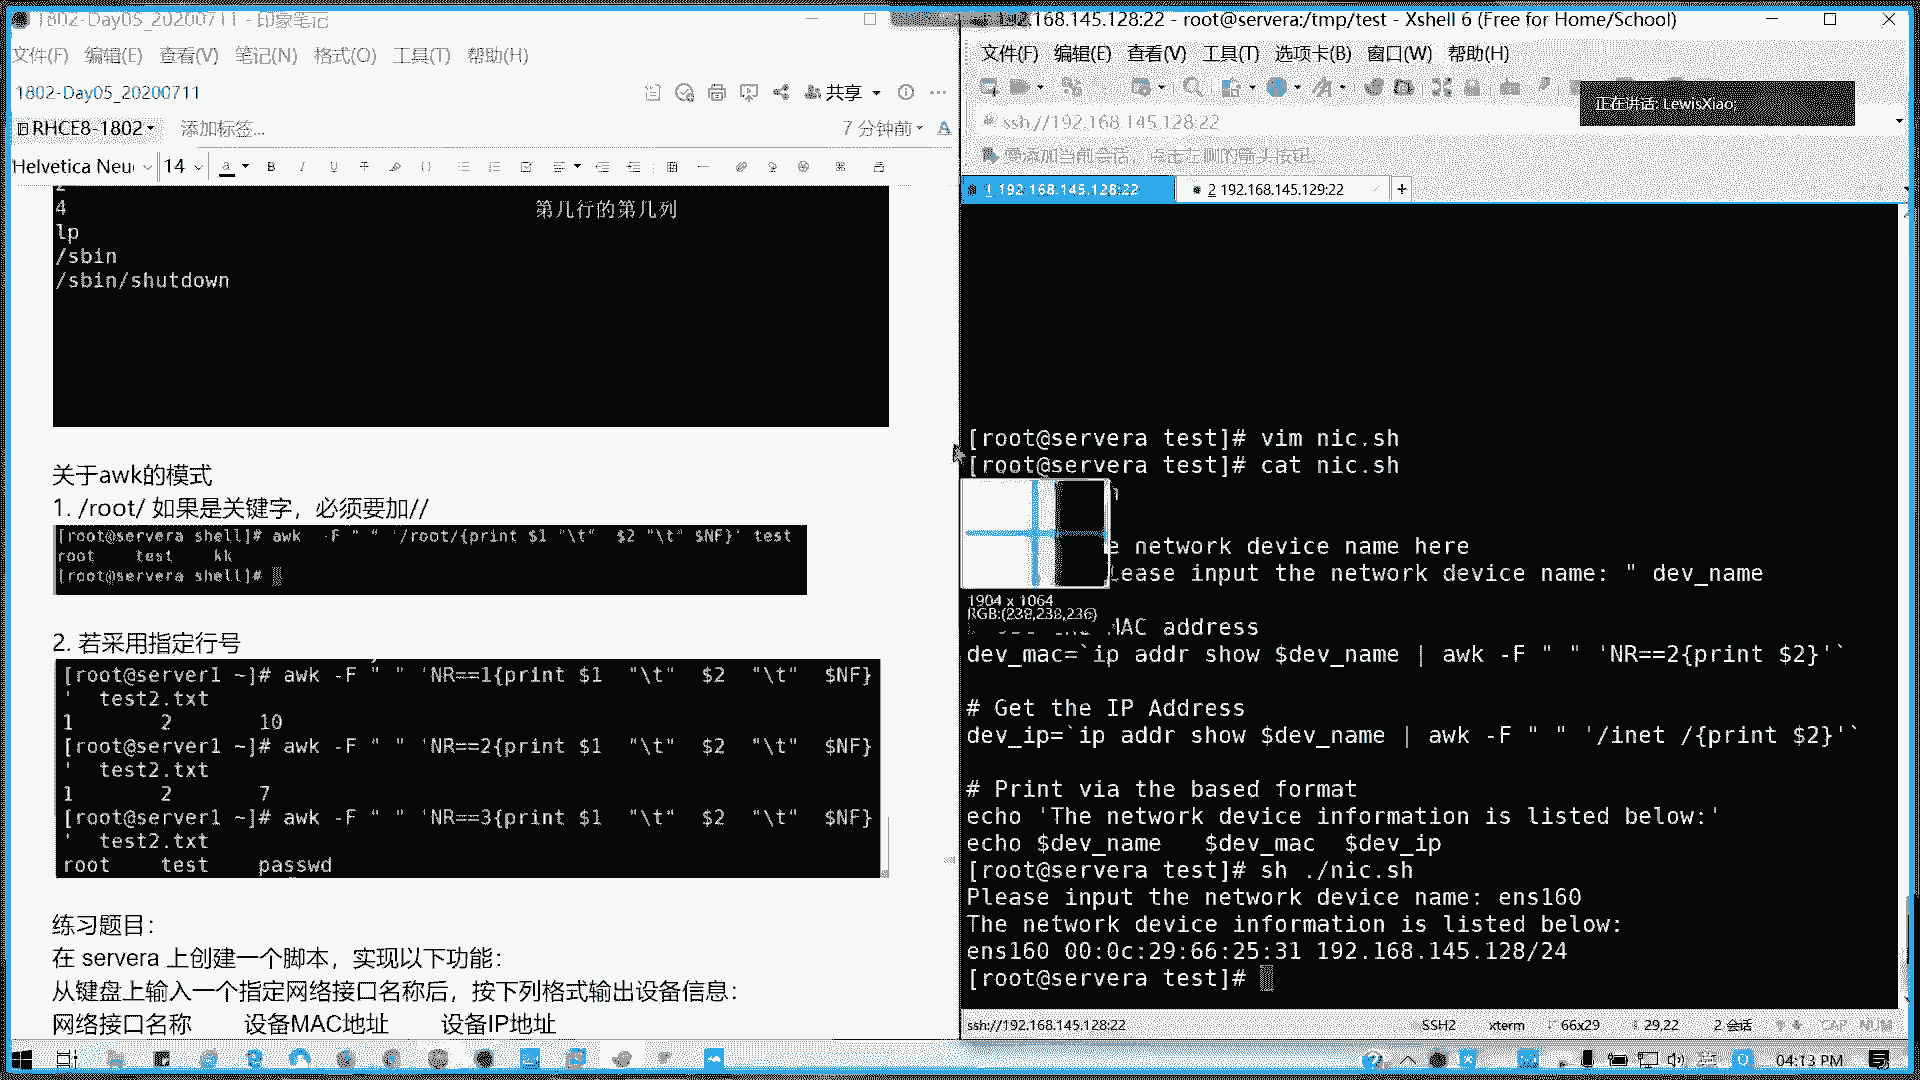 1802-Day05_20200711 - 印象笔记
文件(F) 编辑(E) 查看(V) 笔记(N) 格式(O) 工具(T) 帮助(H)
1802-Day05_20200711
共享
RHCE8-1802
添加标签...
7 分钟前
Helvetica Neu
14
4
第几行的第几列
lp
/sbin
/sbin/shutdown
关于awk的模式
1. /root/ 如果是关键字，必须要加//
[root@servera shell]# awk -F " " '/root/{print $1 "\t" $2 "\t" $NF}' test
root test kk
[root@servera shell]#
2. 若采用指定行号
[root@server1 ~]# awk -F " " 'NR==1{print $1 "\t" $2 "\t" $NF}
' test2.txt
1 2 10
[root@server1 ~]# awk -F " " 'NR==2{print $1 "\t" $2 "\t" $NF}
' test2.txt
1 2 7
[root@server1 ~]# awk -F " " 'NR==3{print $1 "\t" $2 "\t" $NF}
' test2.txt
root test passwd
练习题目：
在 servera 上创建一个脚本，实现以下功能：
从键盘上输入一个指定网络接口名称后，按下列格式输出设备信息：
网络接口名称 设备MAC地址 设备IP地址
.168.145.128:22 - root@servera:/tmp/test - Xshell 6 (Free for Home/School)
文件(F) 编辑(E) 查看(V) 工具(T) 选项卡(B) 窗口(W) 帮助(H)
正在讲话: LewisXiao;
ssh://192.168.145.128:22
要添加当前会话，点击左侧的箭头按钮。
1 192.168.145.128:22
2 192.168.145.129:22
+
[root@servera test]# vim nic.sh
[root@servera test]# cat nic.sh
e network device name here
lease input the network device name: " dev_name
MAC address
dev_mac=`ip addr show $dev_name | awk -F " " 'NR==2{print $2}'`
# Get the IP Address
dev_ip=`ip addr show $dev_name | awk -F " " '/inet /{print $2}'`
# Print via the based format
echo 'The network device information is listed below:'
echo $dev_name $dev_mac $dev_ip
[root@servera test]# sh ./nic.sh
Please input the network device name: ens160
The network device information is listed below:
ens160 00:0c:29:66:25:31 192.168.145.128/24
[root@servera test]#
1904 x 1064
RGB:(238,238,236)
ssh://192.168.145.128:22
SSH2
xterm
66x29
29,22
2 会话
CAP NUM
04:13 PM